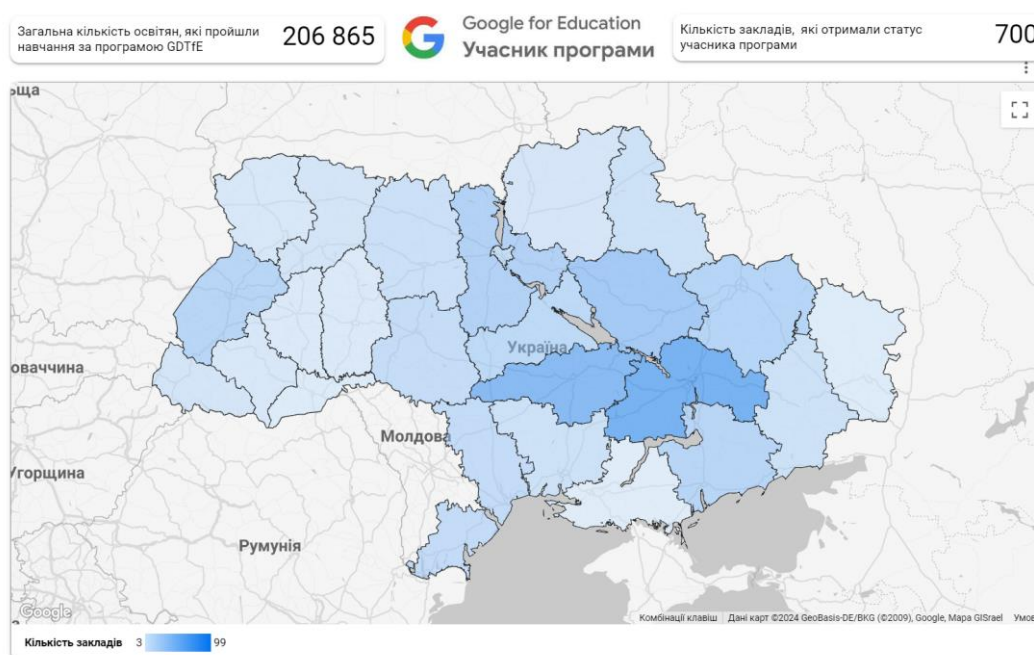 Загальна кількість освітян, які пройшли
навчання за програмою GDTfE
206 865
Google for Education
Учасник програми
Кількість закладів, які отримали статус
учасника програми
700
ьща
Україна
оваччина
Молдова
Угорщина
Румунія
Google
Комбінації клавіш
Дані карт ©2024 GeoBasis-DE/BKG (©2009), Google, Mapa GISrael
Умов
Кількість закладів 3 99